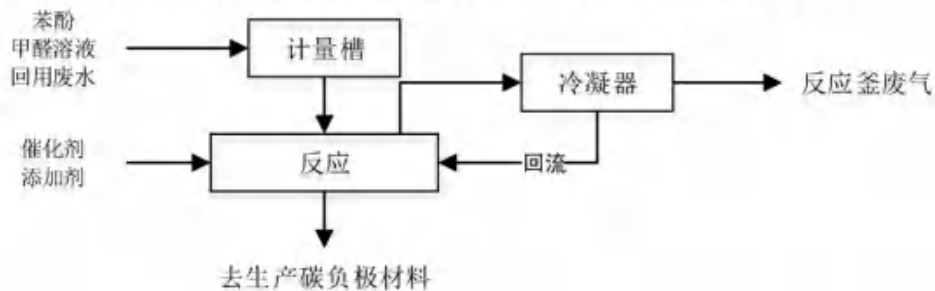 苯酚
甲醛溶液
回用废水
计量槽
冷凝器
反应釜废气
催化剂
添加剂
反应
回流
去生产碳负极材料